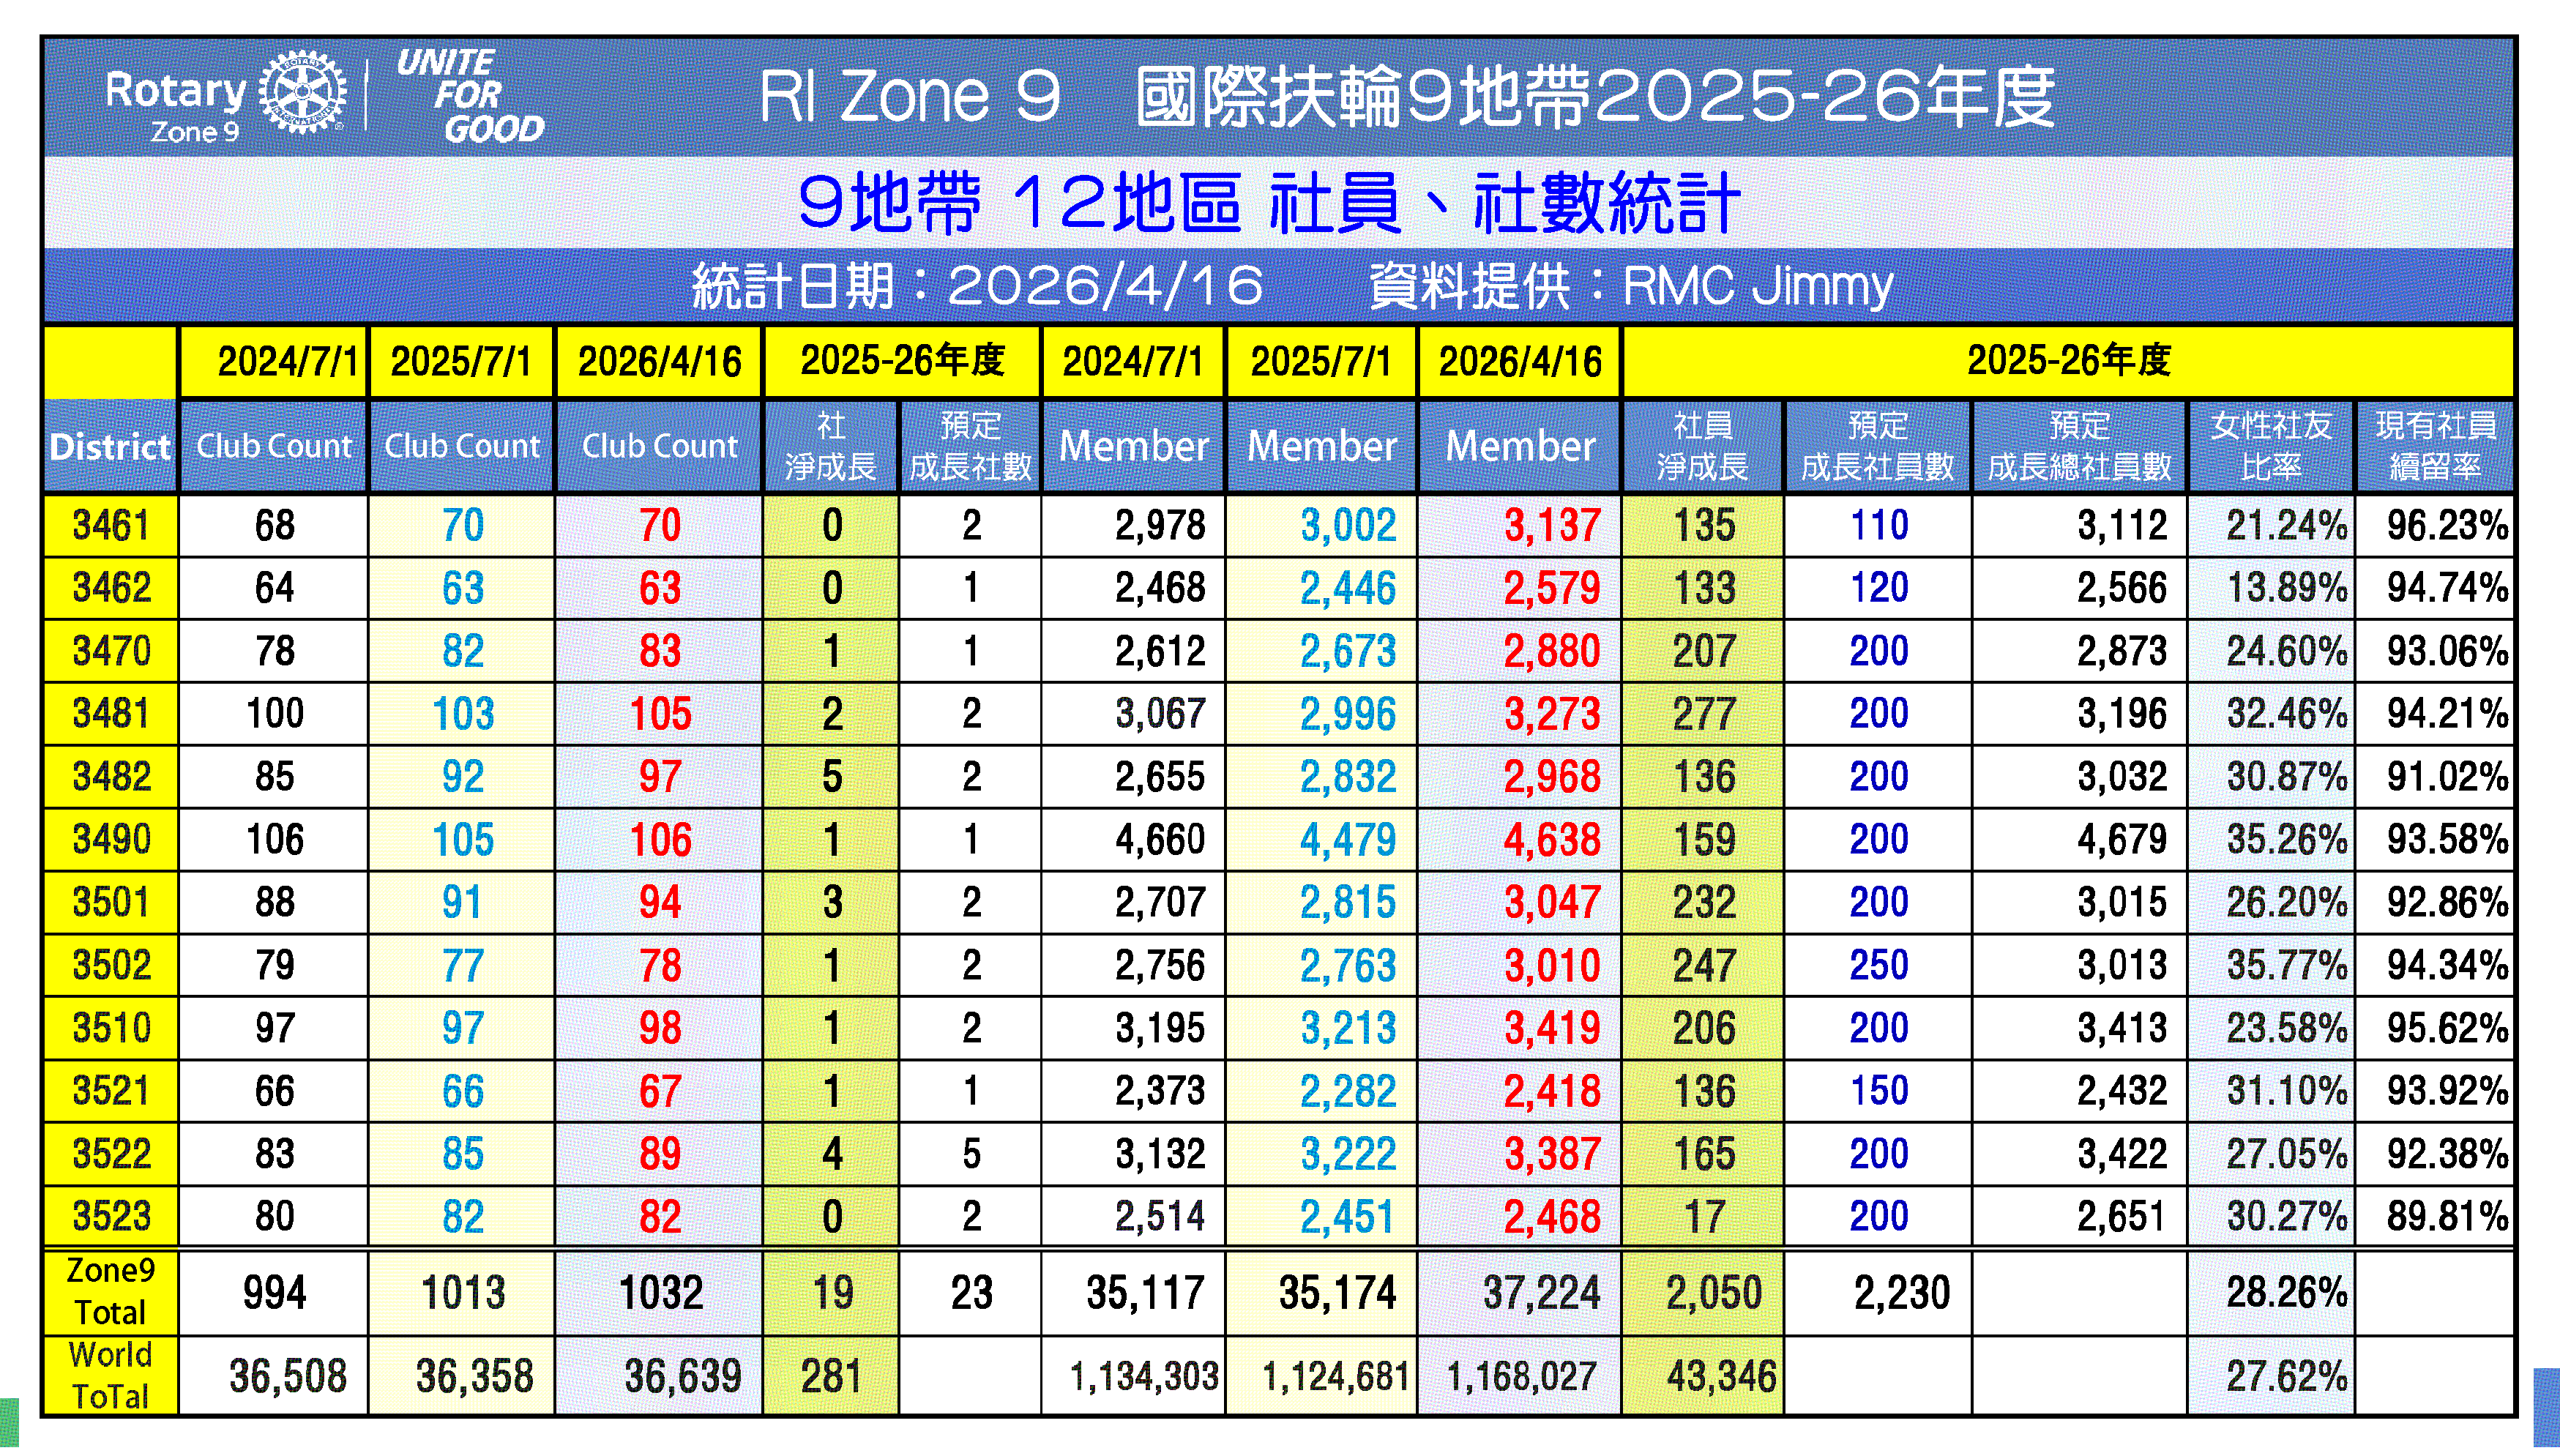 Rotary
Zone 9
UNITE
FOR
GOOD
RI Zone 9 國際扶輪9地帶2025-26年度
9地帶 12地區 社員、社數統計
統計日期：2026/4/16 資料提供：RMC Jimmy
2024/7/1 2025/7/1 2026/4/16 2025-26年度 2024/7/1 2025/7/1 2026/4/16 2025-26年度
District Club Count Club Count Club Count 社淨成長 預定成長社數 Member Member Member 社員淨成長 預定成長社員數 預定成長總社員數 女性社友比率 現有社員續留率
3461 68 70 70 0 2 2,978 3,002 3,137 135 110 3,112 21.24% 96.23%
3462 64 63 63 0 1 2,468 2,446 2,579 133 120 2,566 13.89% 94.74%
3470 78 82 83 1 1 2,612 2,673 2,880 207 200 2,873 24.60% 93.06%
3481 100 103 105 2 2 3,067 2,996 3,273 277 200 3,196 32.46% 94.21%
3482 85 92 97 5 2 2,655 2,832 2,968 136 200 3,032 30.87% 91.02%
3490 106 105 106 1 1 4,660 4,479 4,638 159 200 4,679 35.26% 93.58%
3501 88 91 94 3 2 2,707 2,815 3,047 232 200 3,015 26.20% 92.86%
3502 79 77 78 1 2 2,756 2,763 3,010 247 250 3,013 35.77% 94.34%
3510 97 97 98 1 2 3,195 3,213 3,419 206 200 3,413 23.58% 95.62%
3521 66 66 67 1 1 2,373 2,282 2,418 136 150 2,432 31.10% 93.92%
3522 83 85 89 4 5 3,132 3,222 3,387 165 200 3,422 27.05% 92.38%
3523 80 82 82 0 2 2,514 2,451 2,468 17 200 2,651 30.27% 89.81%
Zone9 Total 994 1013 1032 19 23 35,117 35,174 37,224 2,050 2,230 28.26%
World ToTal 36,508 36,358 36,639 281 1,134,303 1,124,681 1,168,027 43,346 27.62%